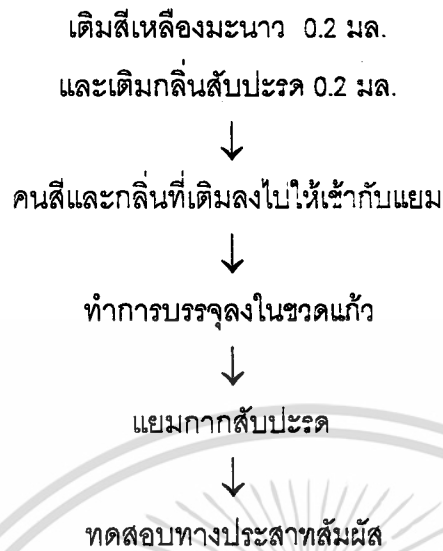 เติมสีเหลืองมะนาว 0.2 มล.
และเติมกลิ่นสับปะรด 0.2 มล.
↓
คนสีและกลิ่นที่เติมลงไปให้เข้ากับแยม
↓
ทำการบรรจุลงในขวดแก้ว
↓
แยมกากสับปะรด
↓
ทดสอบทางประสาทสัมผัส